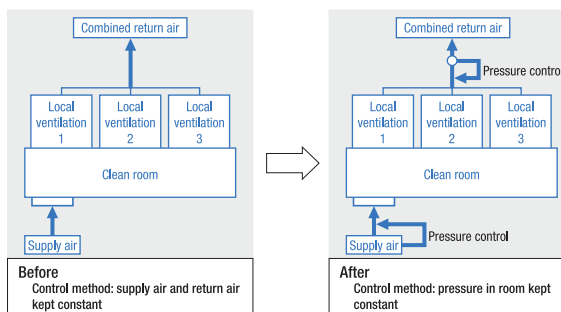 Combined return air
Local
ventilation
1
Local
ventilation
2
Local
ventilation
3
Clean room
Supply air
Before
Control method: supply air and return air
kept constant
Combined return air
Pressure control
Local
ventilation
1
Local
ventilation
2
Local
ventilation
3
Clean room
Pressure control
Supply air
After
Control method: pressure in room kept
constant